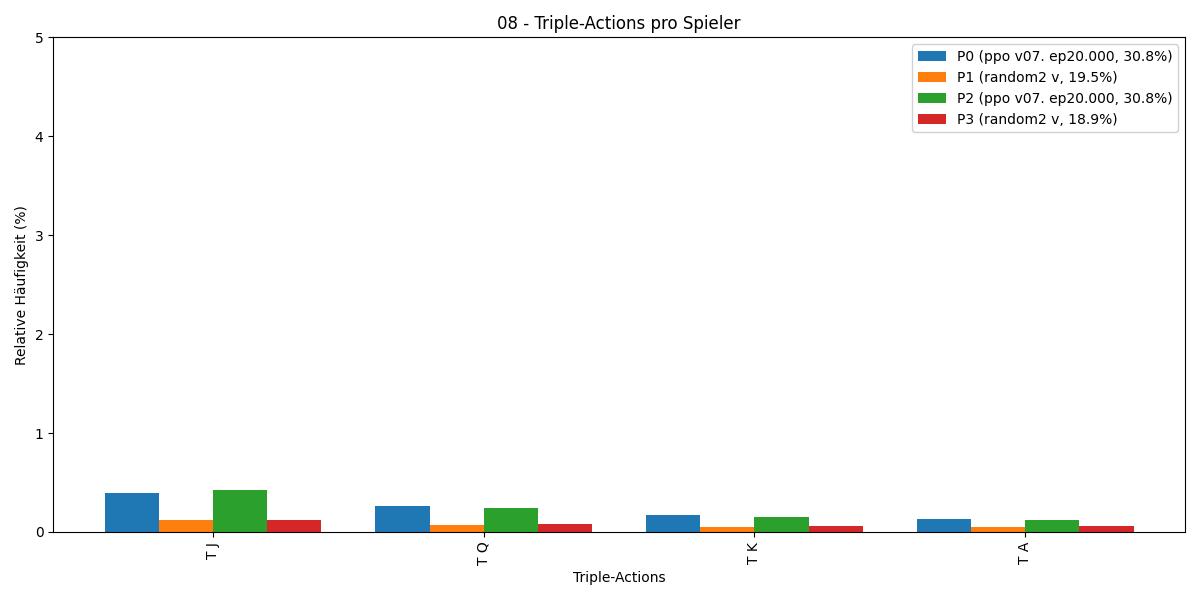 08 - Triple-Actions pro Spieler
P0 (ppo v07. ep20.000, 30.8%)
P1 (random2 v, 19.5%)
P2 (ppo v07. ep20.000, 30.8%)
P3 (random2 v, 18.9%)
Relative Häufigkeit (%)
5
4
3
2
1
0
T J
T Q
T K
T A
Triple-Actions